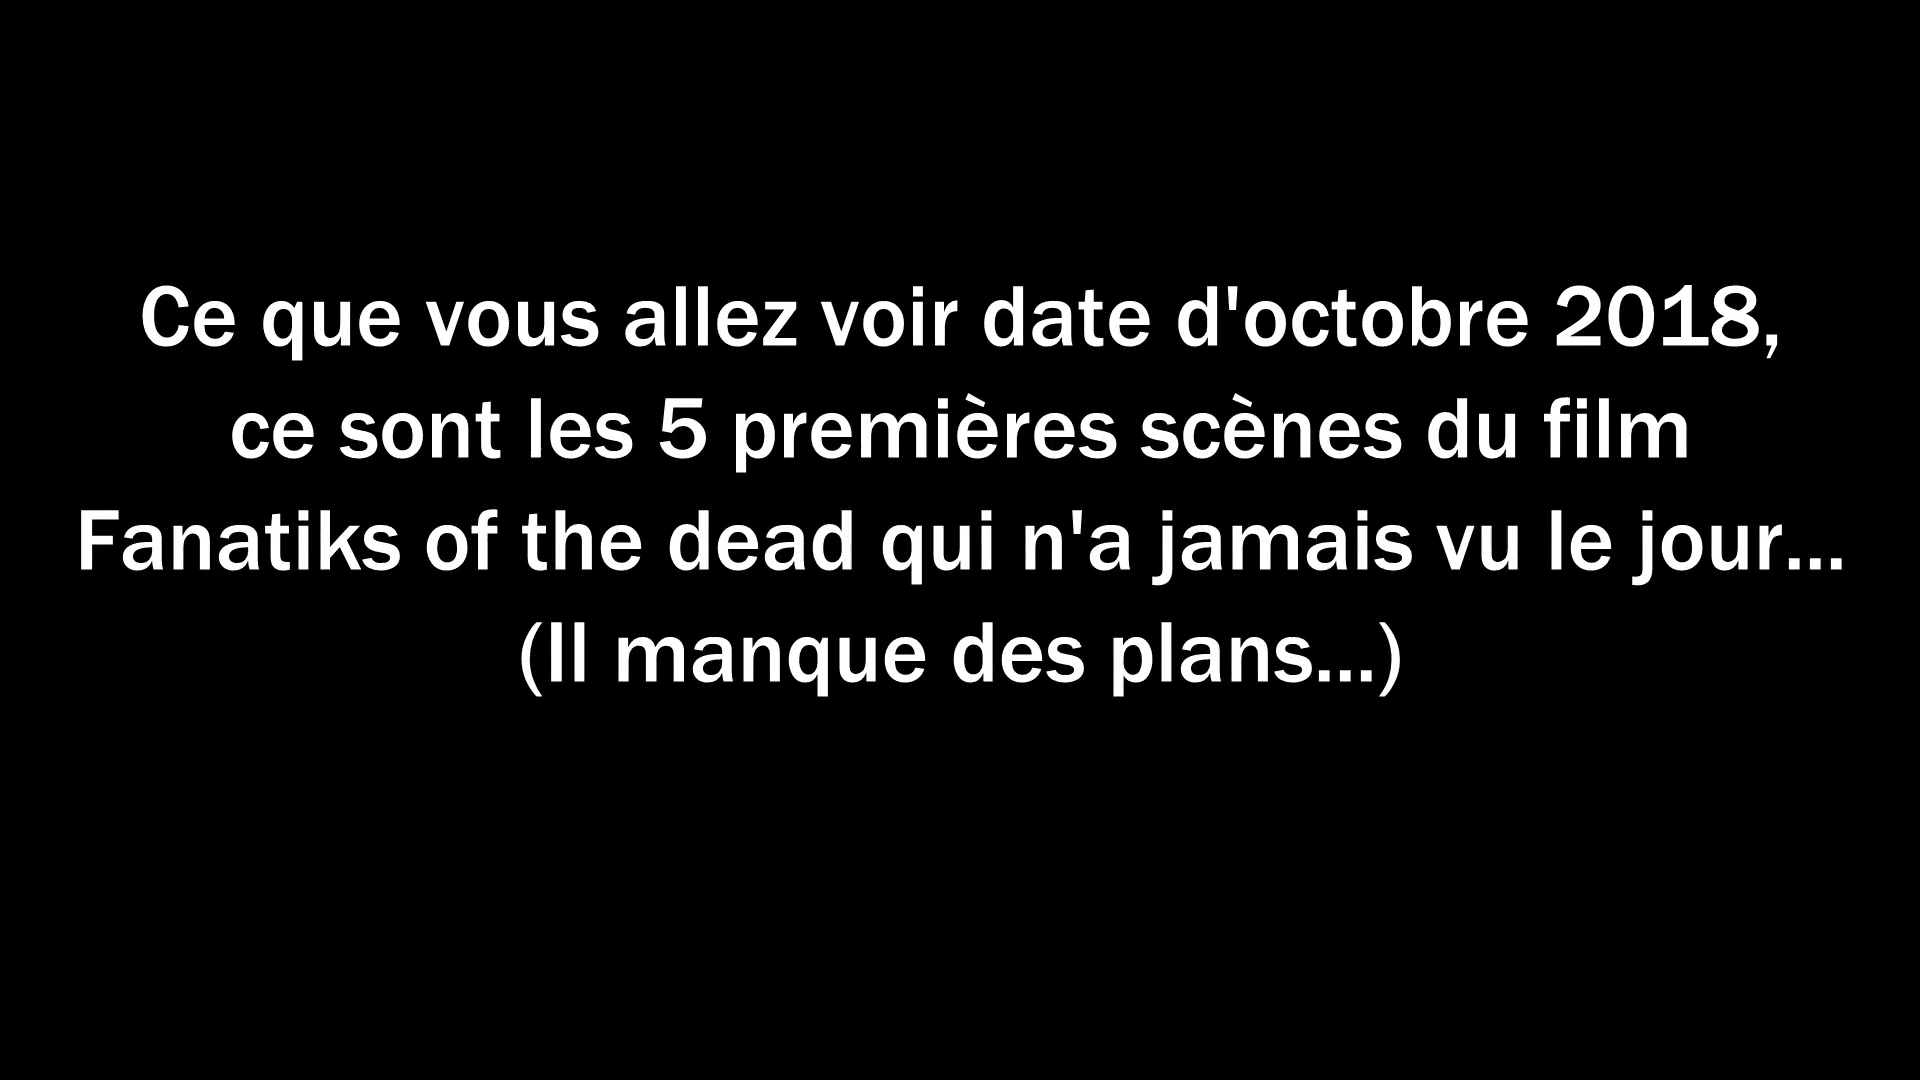 Ce que vous allez voir date d'octobre 2018,
ce sont les 5 premières scènes du film
Fanatiks of the dead qui n'a jamais vu le jour...
(Il manque des plans...)